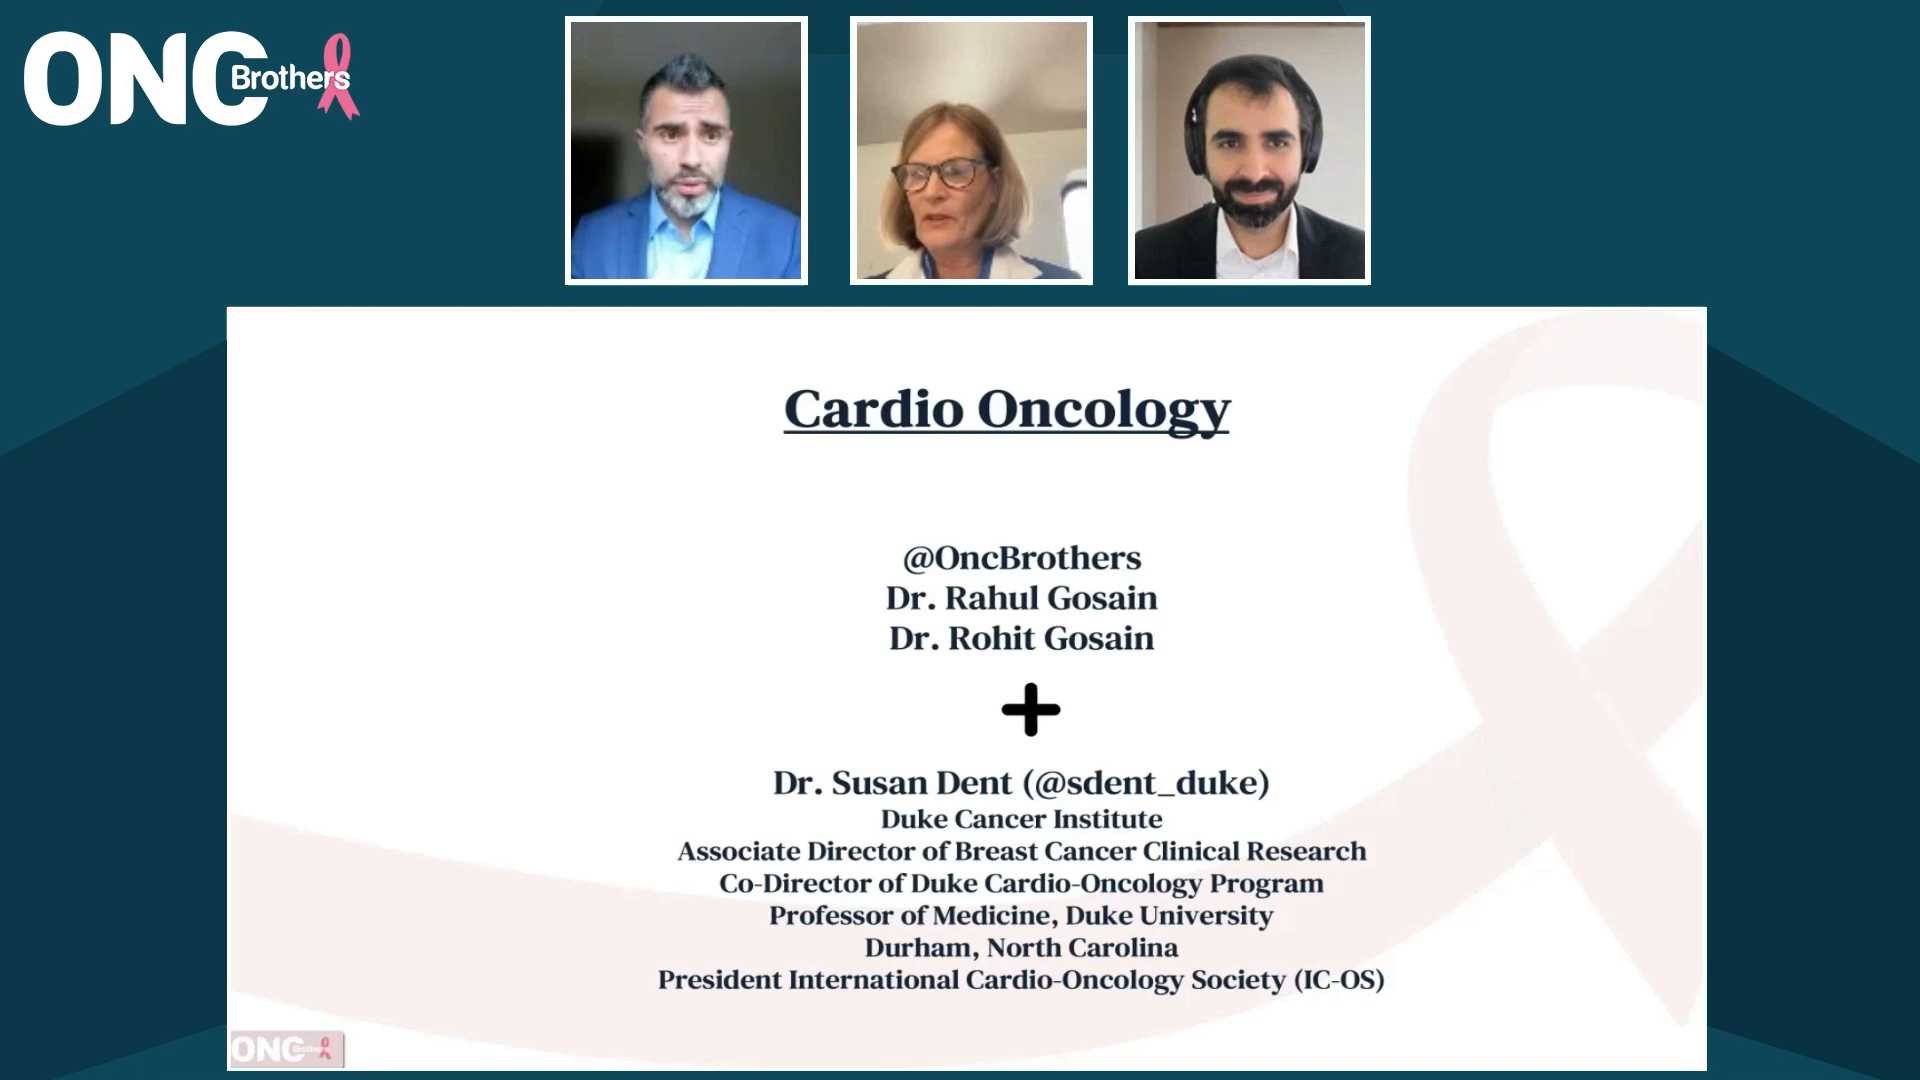 ONC Brothers
Cardio Oncology
@OncBrothers
Dr. Rahul Gosain
Dr. Rohit Gosain
+
Dr. Susan Dent (@sdent_duke)
Duke Cancer Institute
Associate Director of Breast Cancer Clinical Research
Co-Director of Duke Cardio-Oncology Program
Professor of Medicine, Duke University
Durham, North Carolina
President International Cardio-Oncology Society (IC-OS)
ONC Brothers